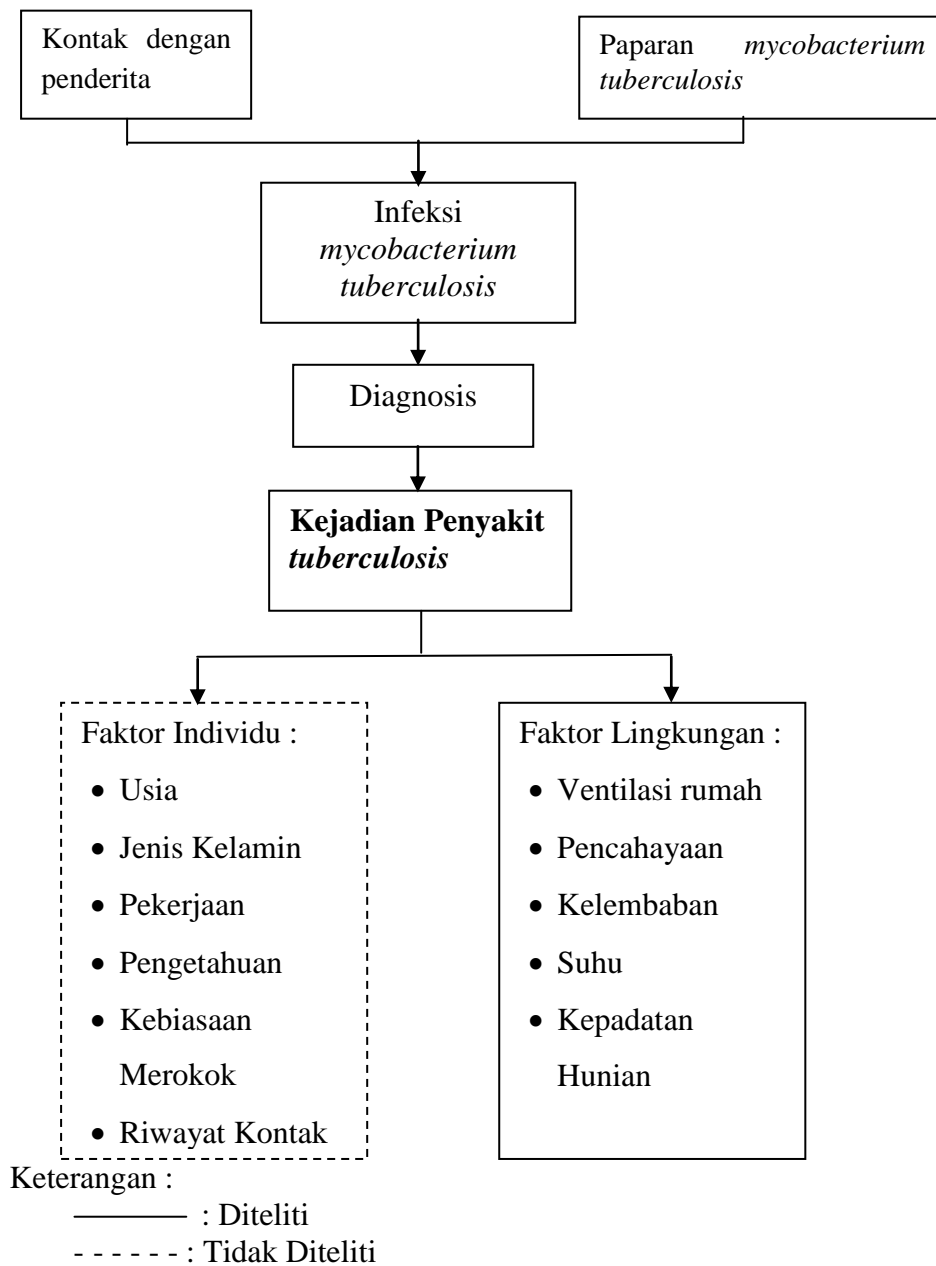 Kontak dengan
penderita
Paparan mycobacterium
tuberculosis
Infeksi
mycobacterium
tuberculosis
Diagnosis
Kejadian Penyakit
tuberculosis
Faktor Individu :
• Usia
• Jenis Kelamin
• Pekerjaan
• Pengetahuan
• Kebiasaan
Merokok
• Riwayat Kontak
Faktor Lingkungan :
• Ventilasi rumah
• Pencahayaan
• Kelembaban
• Suhu
• Kepadatan
Hunian
Keterangan :
: Diteliti
- - - - - - : Tidak Diteliti